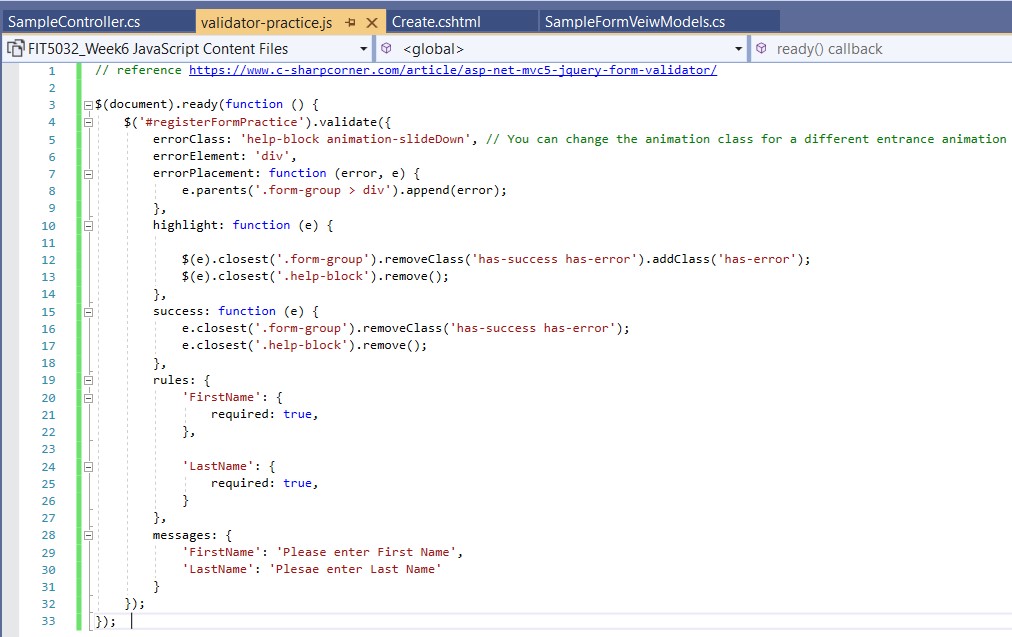 SampleController.cs validator-practice.js Create.cshtml SampleFormVeiwModels.cs
FIT5032_Week6 JavaScript Content Files <global> ready() callback
1 // reference https://www.c-sharpcorner.com/article/asp-net-mvc5-jquery-form-validator/
2
3 $(document).ready(function () {
4 $('#registerFormPractice').validate({
5 errorClass: 'help-block animation-slideDown', // You can change the animation class for a different entrance animation
6 errorElement: 'div',
7 errorPlacement: function (error, e) {
8 e.parents('.form-group > div').append(error);
9 },
10 highlight: function (e) {
11
12 $(e).closest('.form-group').removeClass('has-success has-error').addClass('has-error');
13 $(e).closest('.help-block').remove();
14 },
15 success: function (e) {
16 e.closest('.form-group').removeClass('has-success has-error');
17 e.closest('.help-block').remove();
18 },
19 rules: {
20 'FirstName': {
21 required: true,
22 },
23
24 'LastName': {
25 required: true,
26 }
27 },
28 messages: {
29 'FirstName': 'Please enter First Name',
30 'LastName': 'Plesae enter Last Name'
31 }
32 });
33 });